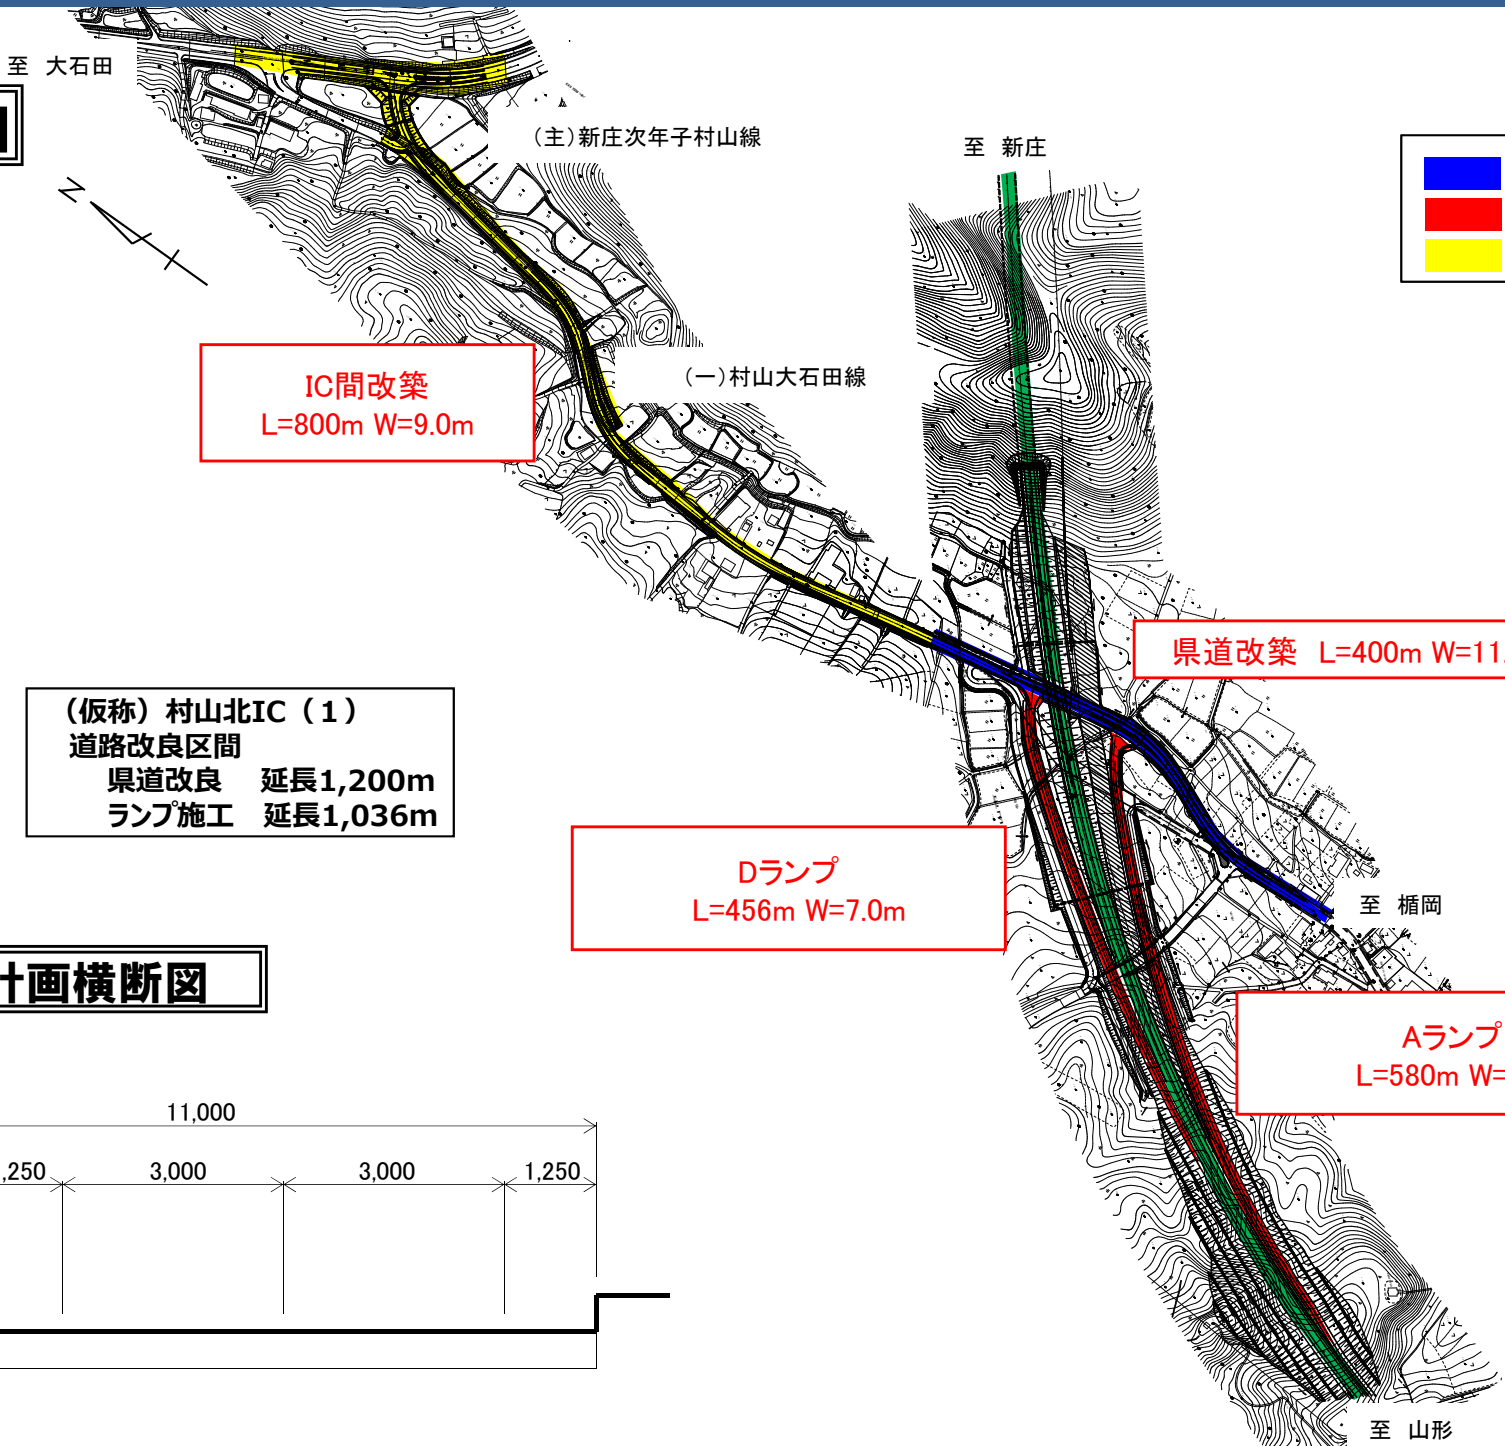 至 大石田
(主)新庄次年子村山線
至 新庄
N
IC間改築
L=800m W=9.0m
(一)村山大石田線
県道改築 L=400m W=11.
(仮称)村山北IC(1)
道路改良区間
県道改良 延長1,200m
ランプ施工 延長1,036m
Dランプ
L=456m W=7.0m
至 楯岡
計画横断図
Aランプ
L=580m W=
11,000
,250 3,000 3,000 1,250
至 山形